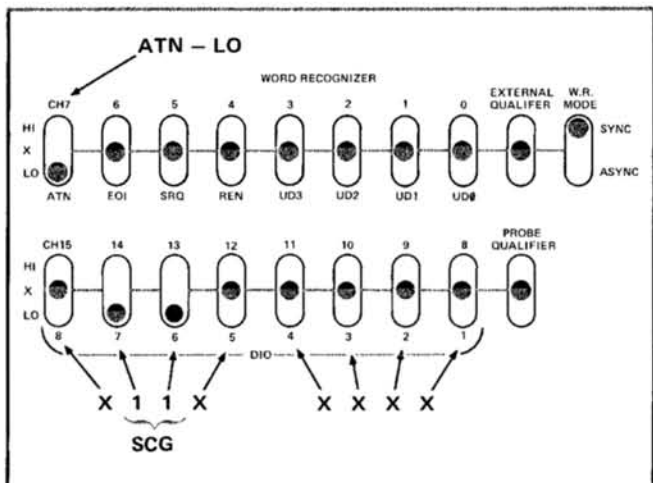 ATN – LO
WORD RECOGNIZER
CH7 6 5 4 3 2 1 0 EXTERNAL QUALIFER W.R. MODE
HI
X SYNC
LO ASYNC
ATN EOI SRQ REN UD3 UD2 UD1 UDØ
CH15 14 13 12 11 10 9 8 PROBE QUALIFIER
HI
X
LO
8 7 6 5 4 3 2 1
DIO
X 1 1 X X X X X
SCG